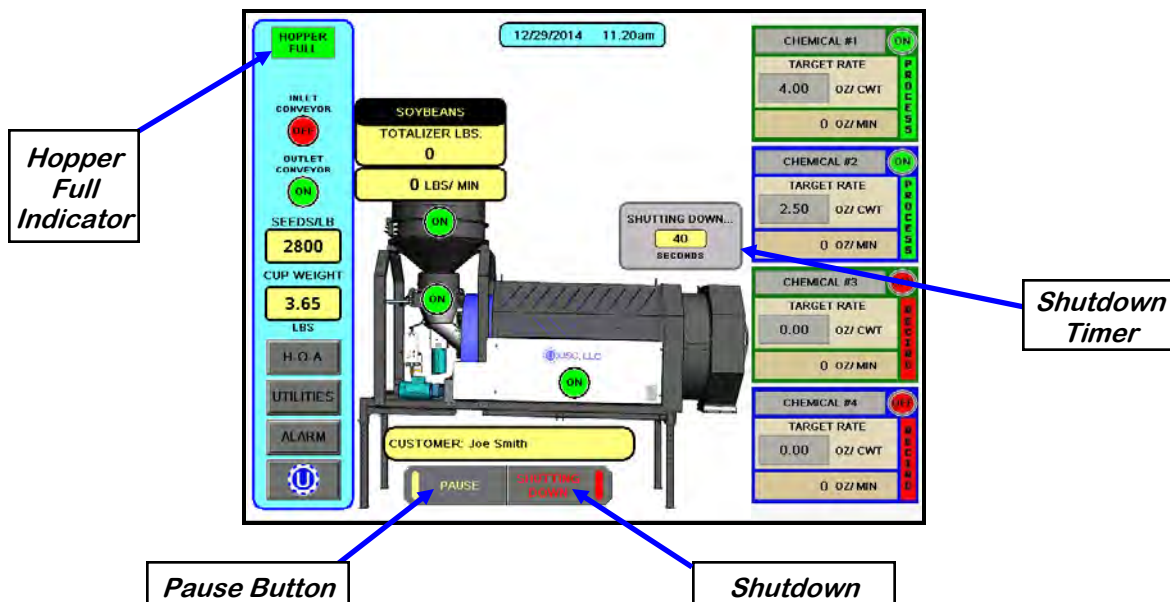 HOPPER
FULL
INLET
CONVEYOR
OFF
OUTLET
CONVEYOR
ON
SEEDS/LB
2800
CUP WEIGHT
3.65
LBS
H-O-A
UTILITIES
ALARM
U
12/29/2014 11.20am
SOYBEANS
TOTALIZER LBS.
0
0 LBS/ MIN
ON
ON
SHUTTING DOWN...
40
SECONDS
USC, LLC
ON
CUSTOMER: Joe Smith
PAUSE
SHUTTING
DOWN
CHEMICAL #1
ON
TARGET RATE
4.00 OZ/ CWT
0 OZ/ MIN
PROCESS
CHEMICAL #2
ON
TARGET RATE
2.50 OZ/ CWT
0 OZ/ MIN
PROCESS
CHEMICAL #3
TARGET RATE
0.00 OZ/ CWT
0 OZ/ MIN
CHEMICAL #4
OFF
TARGET RATE
0.00 OZ/ CWT
0 OZ/ MIN
Hopper
Full
Indicator
Shutdown
Timer
Pause Button
Shutdown